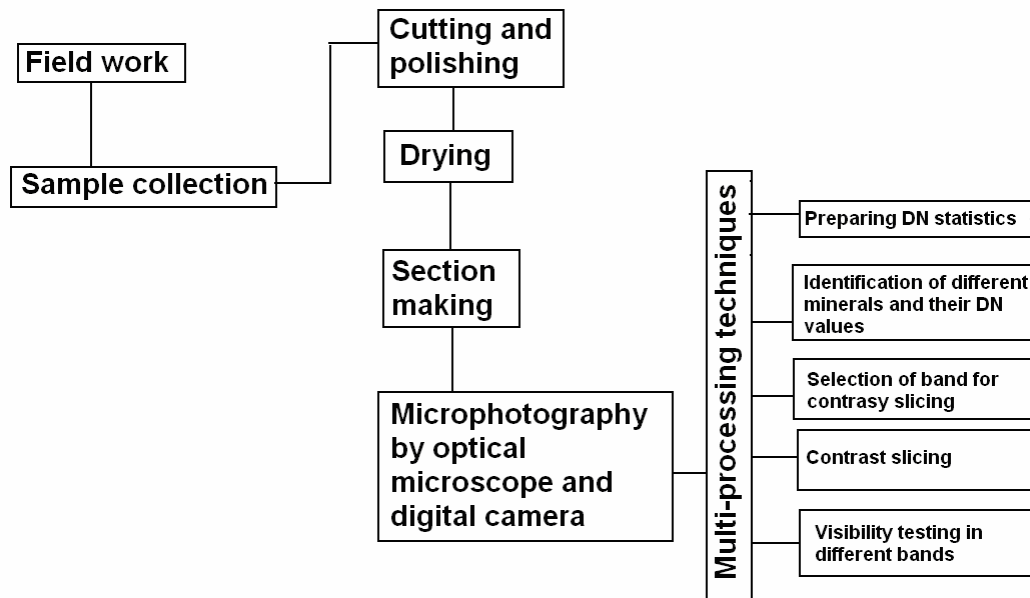 Field work
Sample collection
Cutting and
polishing
Drying
Section
making
Microphotography
by optical
microscope and
digital camera
Multi-processing techniques
Preparing DN statistics
Identification of different
minerals and their DN
values
Selection of band for
contrasy slicing
Contrast slicing
Visibility testing in
different bands